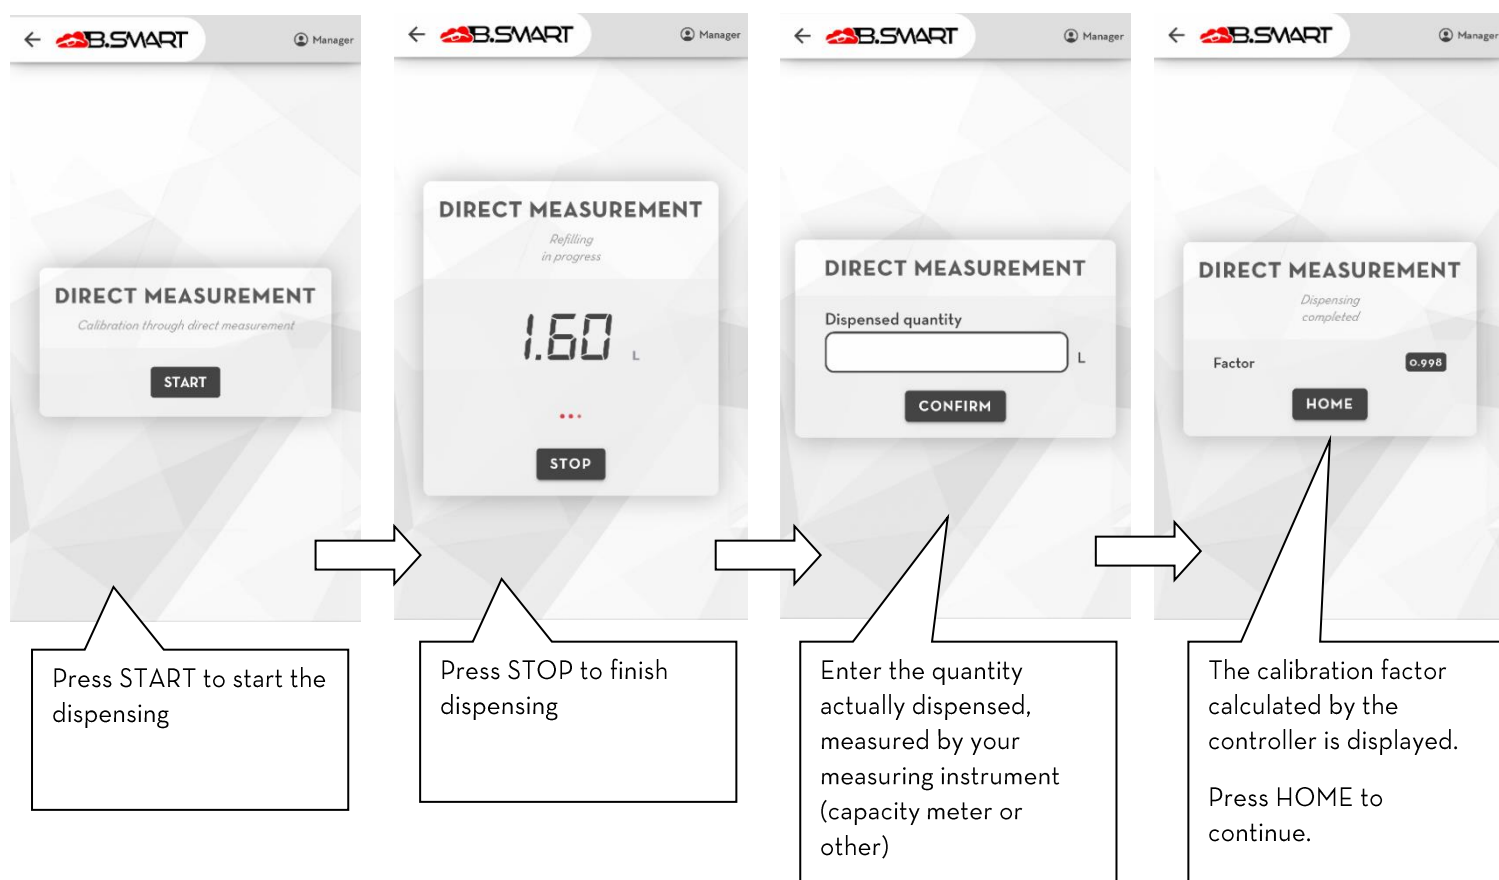 B.SMART
Manager
DIRECT MEASUREMENT
Calibration through direct measurement
START
Press START to start the
dispensing
B.SMART
Manager
DIRECT MEASUREMENT
Refilling
in progress
1.60 L
STOP
Press STOP to finish
dispensing
B.SMART
Manager
DIRECT MEASUREMENT
Dispensed quantity
L
CONFIRM
Enter the quantity
actually dispensed,
measured by your
measuring instrument
(capacity meter or
other)
B.SMART
Manager
DIRECT MEASUREMENT
Dispensing
completed
Factor 0.998
HOME
The calibration factor
calculated by the
controller is displayed.
Press HOME to
continue.